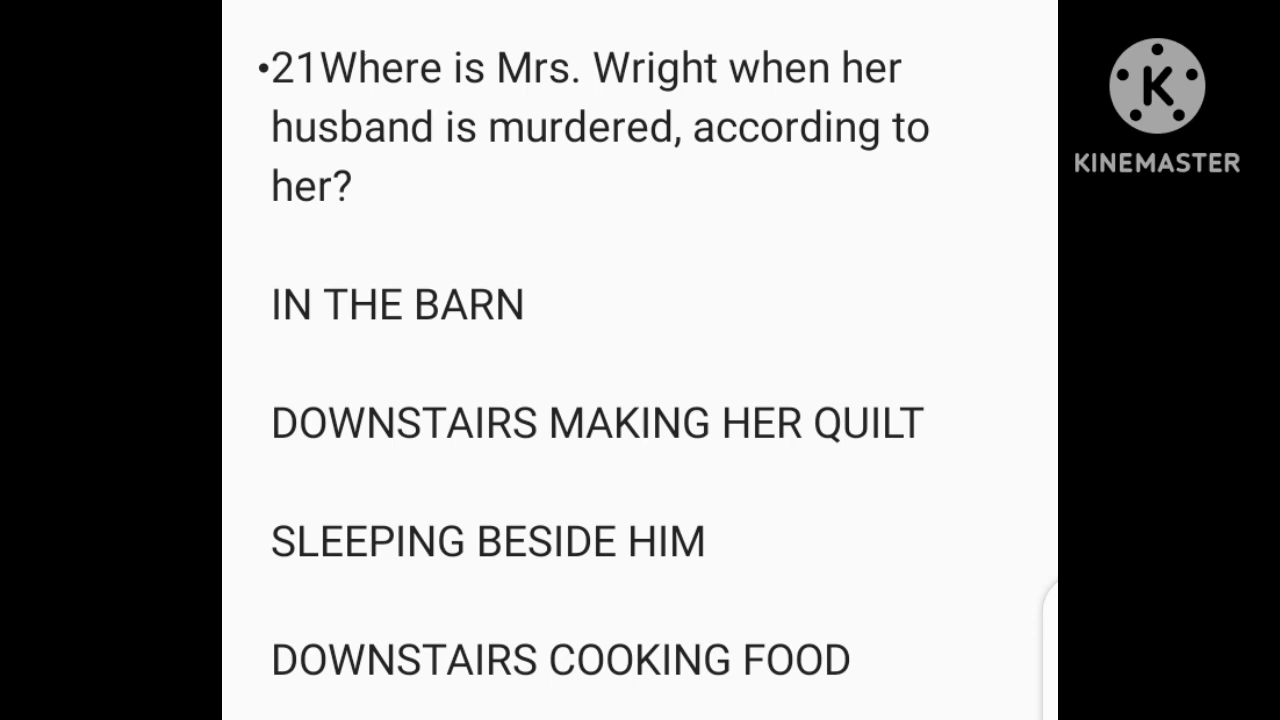 •21Where is Mrs. Wright when her
husband is murdered, according to
her?
IN THE BARN
DOWNSTAIRS MAKING HER QUILT
SLEEPING BESIDE HIM
DOWNSTAIRS COOKING FOOD
K
KINEMASTER